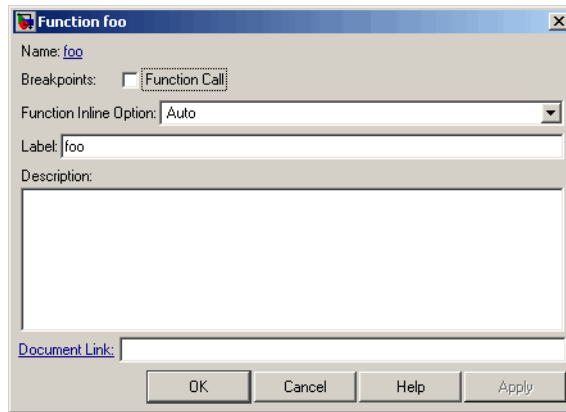 Function foo
Name: foo
Breakpoints: Function Call
Function Inline Option: Auto
Label: foo
Description:
Document Link:
OK Cancel Help Apply